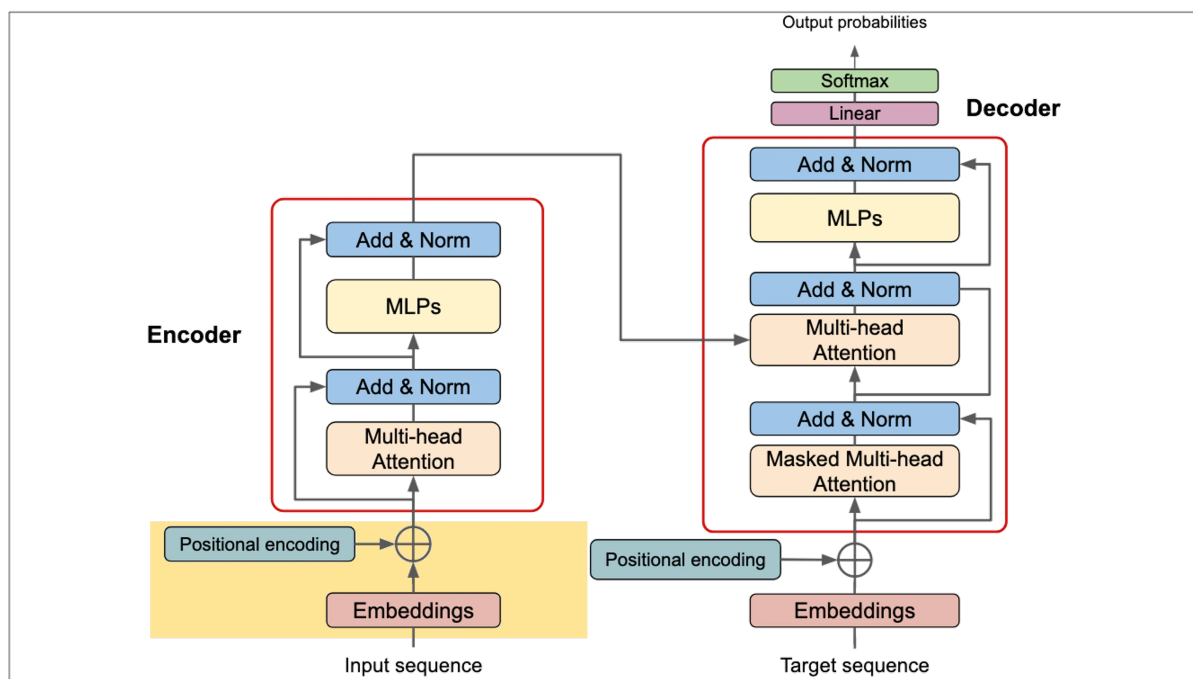 Output probabilities
Softmax
Linear
Decoder
Add & Norm
MLPs
Add & Norm
Multi-head
Attention
Add & Norm
Masked Multi-head
Attention
Positional encoding
Embeddings
Target sequence
Encoder
Add & Norm
MLPs
Add & Norm
Multi-head
Attention
Positional encoding
Embeddings
Input sequence